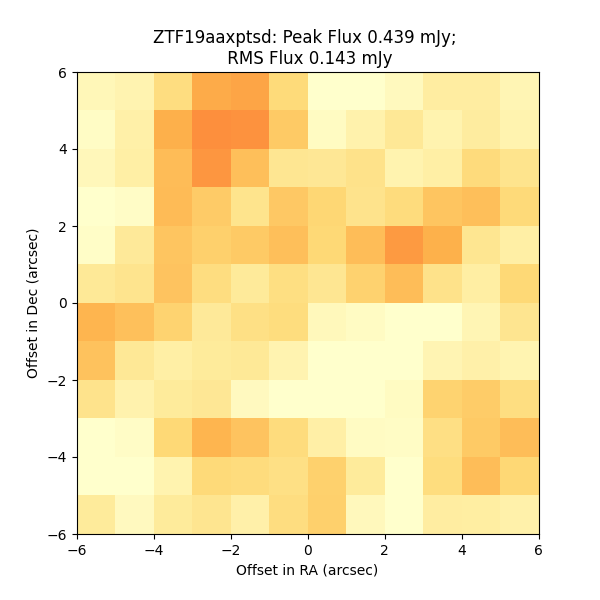 ZTF19aaxptsd: Peak Flux 0.439 mJy;
RMS Flux 0.143 mJy
6
4
2
0
−2
−4
−6
Offset in Dec (arcsec)
−6 −4 −2 0 2 4 6
Offset in RA (arcsec)